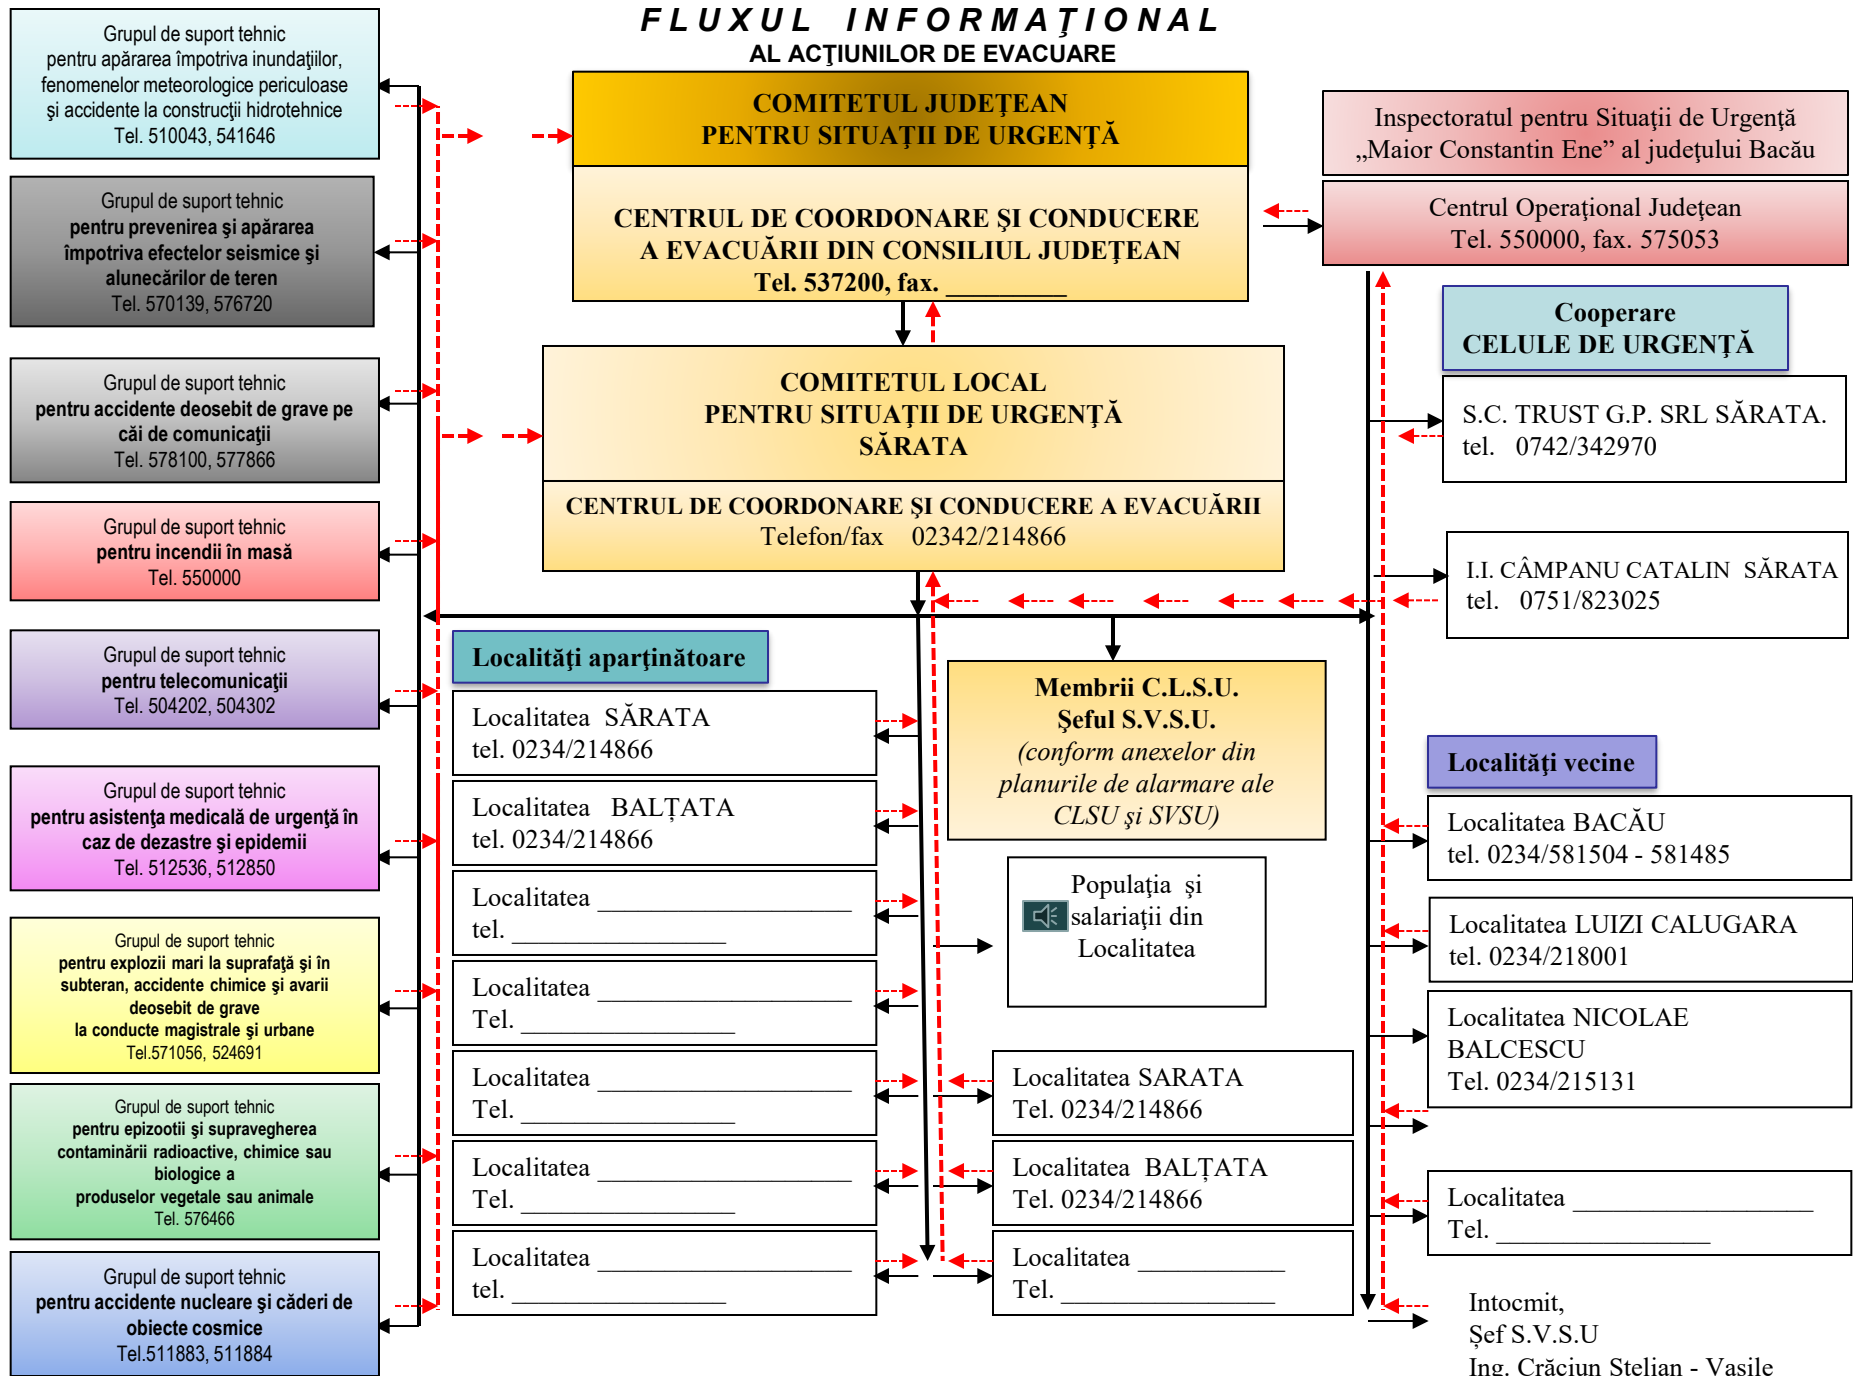 FLUXUL INFORMAŢIONAL
AL ACŢIUNILOR DE EVACUARE
Grupul de suport tehnic
pentru apărarea împotriva inundaţiilor,
fenomenelor meteorologice periculoase
şi accidente la construcţii hidrotehnice
Tel. 510043, 541646
Grupul de suport tehnic
pentru prevenirea şi apărarea
împotriva efectelor seismice şi
alunecărilor de teren
Tel. 570139, 576720
Grupul de suport tehnic
pentru accidente deosebit de grave pe
căi de comunicaţii
Tel. 578100, 577866
Grupul de suport tehnic
pentru incendii în masă
Tel. 550000
Grupul de suport tehnic
pentru telecomunicaţii
Tel. 504202, 504302
Grupul de suport tehnic
pentru asistenţa medicală de urgenţă în
caz de dezastre şi epidemii
Tel. 512536, 512850
Grupul de suport tehnic
pentru explozii mari la suprafaţă şi în
subteran, accidente chimice şi avarii
deosebit de grave
la conducte magistrale şi urbane
Tel.571056, 524691
Grupul de suport tehnic
pentru epizootii şi supravegherea
contaminării radioactive, chimice sau
biologice a
produselor vegetale sau animale
Tel. 576466
Grupul de suport tehnic
pentru accidente nucleare şi căderi de
obiecte cosmice
Tel.511883, 511884
COMITETUL JUDEŢEAN
PENTRU SITUAŢII DE URGENŢĂ
CENTRUL DE COORDONARE ŞI CONDUCERE
A EVACUĂRII DIN CONSILIUL JUDEŢEAN
Tel. 537200, fax. __________
COMITETUL LOCAL
PENTRU SITUAŢII DE URGENŢĂ
SĂRATA
CENTRUL DE COORDONARE ŞI CONDUCERE A EVACUĂRII
Telefon/fax 02342/214866
Localităţi aparţinătoare
Localitatea SĂRATA
tel. 0234/214866
Localitatea BALȚATA
tel. 0234/214866
Localitatea ___________________
tel. ________________
Localitatea ___________________
Tel. ________________
Localitatea ___________________
Tel. ________________
Localitatea ___________________
Tel. ________________
Localitatea ___________________
tel. ________________
Membrii C.L.S.U.
Şeful S.V.S.U.
(conform anexelor din
planurile de alarmare ale
CLSU şi SVSU)
Populaţia şi
salariaţii din
Localitatea
Localitatea SARATA
Tel. 0234/214866
Localitatea BALȚATA
Tel. 0234/214866
Localitatea ___________
Tel. ________________
Inspectoratul pentru Situaţii de Urgenţă
„Maior Constantin Ene” al judeţului Bacău
Centrul Operaţional Judeţean
Tel. 550000, fax. 575053
Cooperare
CELULE DE URGENŢĂ
S.C. TRUST G.P. SRL SĂRATA.
tel. 0742/342970
I.I. CÂMPANU CATALIN SĂRATA
tel. 0751/823025
Localităţi vecine
Localitatea BACĂU
tel. 0234/581504 - 581485
Localitatea LUIZI CALUGARA
tel. 0234/218001
Localitatea NICOLAE
BALCESCU
Tel. 0234/215131
Localitatea __________________
Tel. ________________
Intocmit,
Șef S.V.S.U
Ing. Crăciun Stelian - Vasile